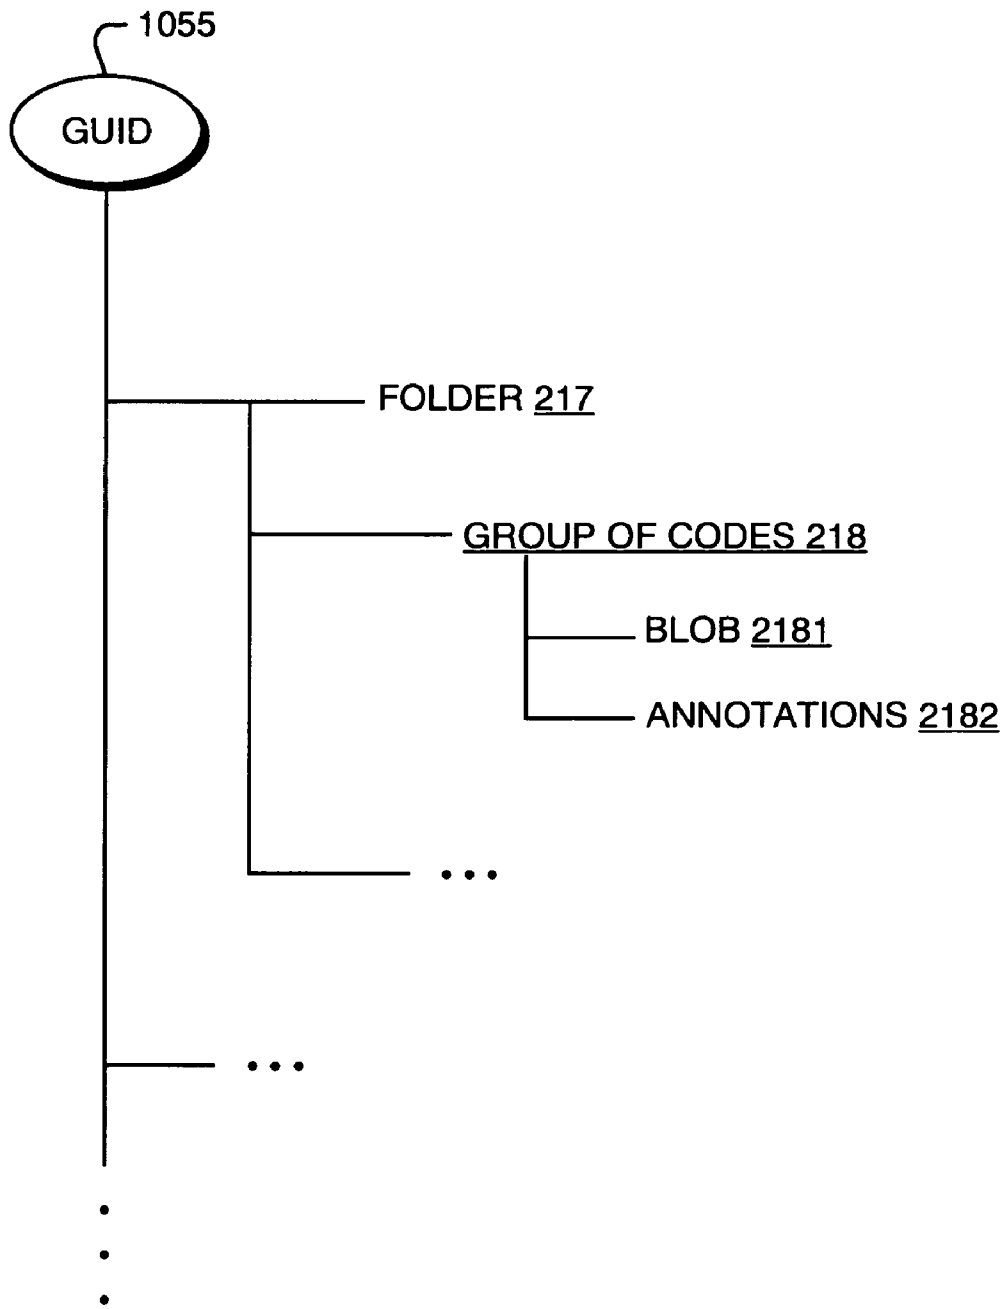 1055
GUID
FOLDER 217
GROUP OF CODES 218
BLOB 2181
ANNOTATIONS 2182
...
...